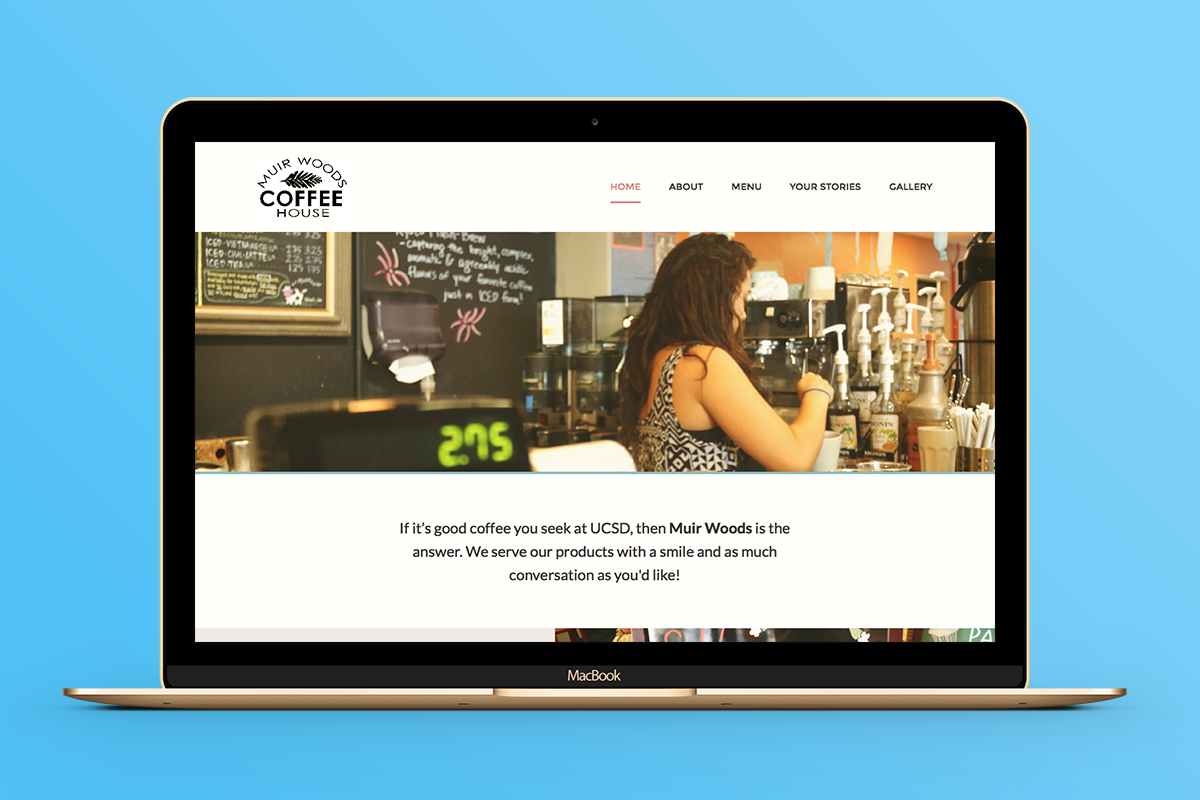 MUIR WOODS
COFFEE
HOUSE
HOME ABOUT MENU YOUR STORIES GALLERY
ICED·VIETNAMESE 2.75 3.25
ICED·CHAI·LATTE 2.75 3.25
ICED·TEA 1.25 1.95
-capturing the bright, complex,
aromatic & agreeably acidic
flavors of your favorite coffee
just in ICED form!
2.75
MONIN
MONIN
If it's good coffee you seek at UCSD, then Muir Woods is the
answer. We serve our products with a smile and as much
conversation as you'd like!
PA
MacBook